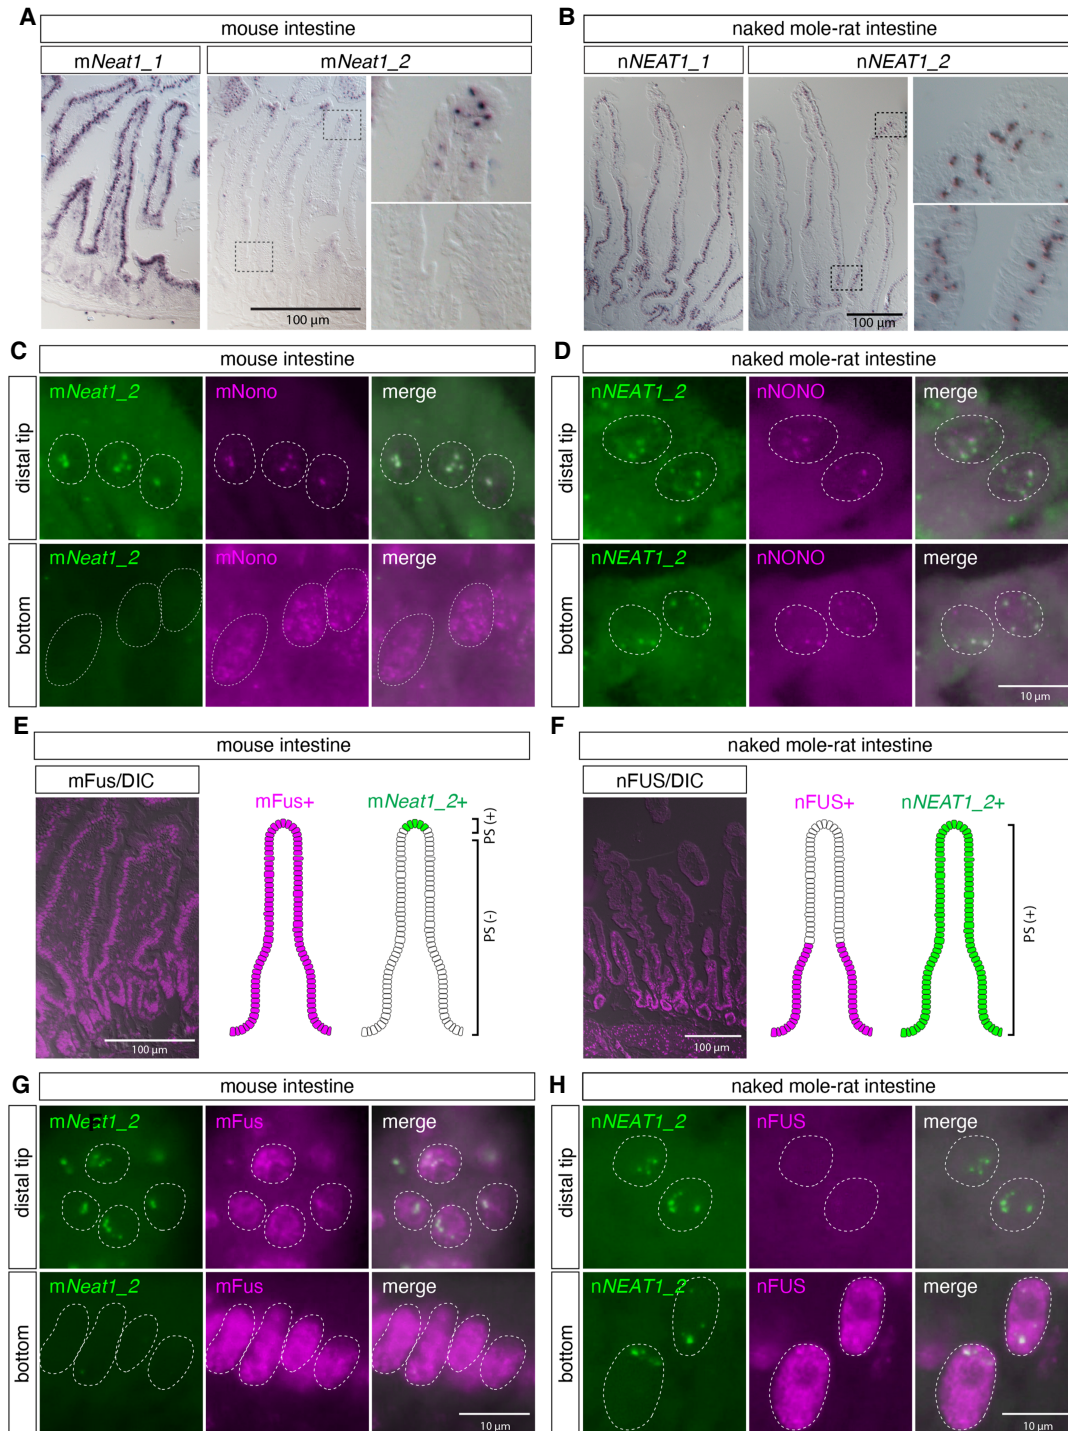 A
mouse intestine
mNeat1_1
mNeat1_2
100 µm
B
naked mole-rat intestine
nNEAT1_1
nNEAT1_2
100 µm
C
mouse intestine
distal tip
mNeat1_2
mNono
merge
bottom
mNeat1_2
mNono
merge
D
naked mole-rat intestine
distal tip
nNEAT1_2
nNONO
merge
bottom
nNEAT1_2
nNONO
merge
10 µm
E
mouse intestine
mFus/DIC
100 µm
mFus+
mNeat1_2+
PS (+)
PS (-)
F
naked mole-rat intestine
nFUS/DIC
100 µm
nFUS+
nNEAT1_2+
PS (+)
G
mouse intestine
distal tip
mNeat1_2
mFus
merge
bottom
mNeat1_2
mFus
merge
10 µm
H
naked mole-rat intestine
distal tip
nNEAT1_2
nFUS
merge
bottom
nNEAT1_2
nFUS
merge
10 µm